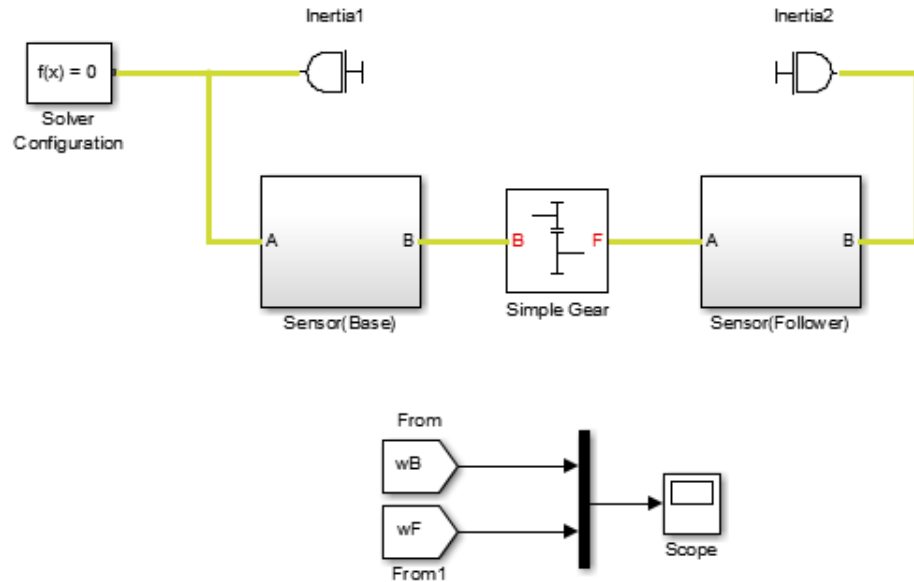 Inertia1
Inertia2
f(x) = 0
Solver
Configuration
A
B
B
F
A
B
Sensor(Base)
Simple Gear
Sensor(Follower)
From
wB
wF
From1
Scope